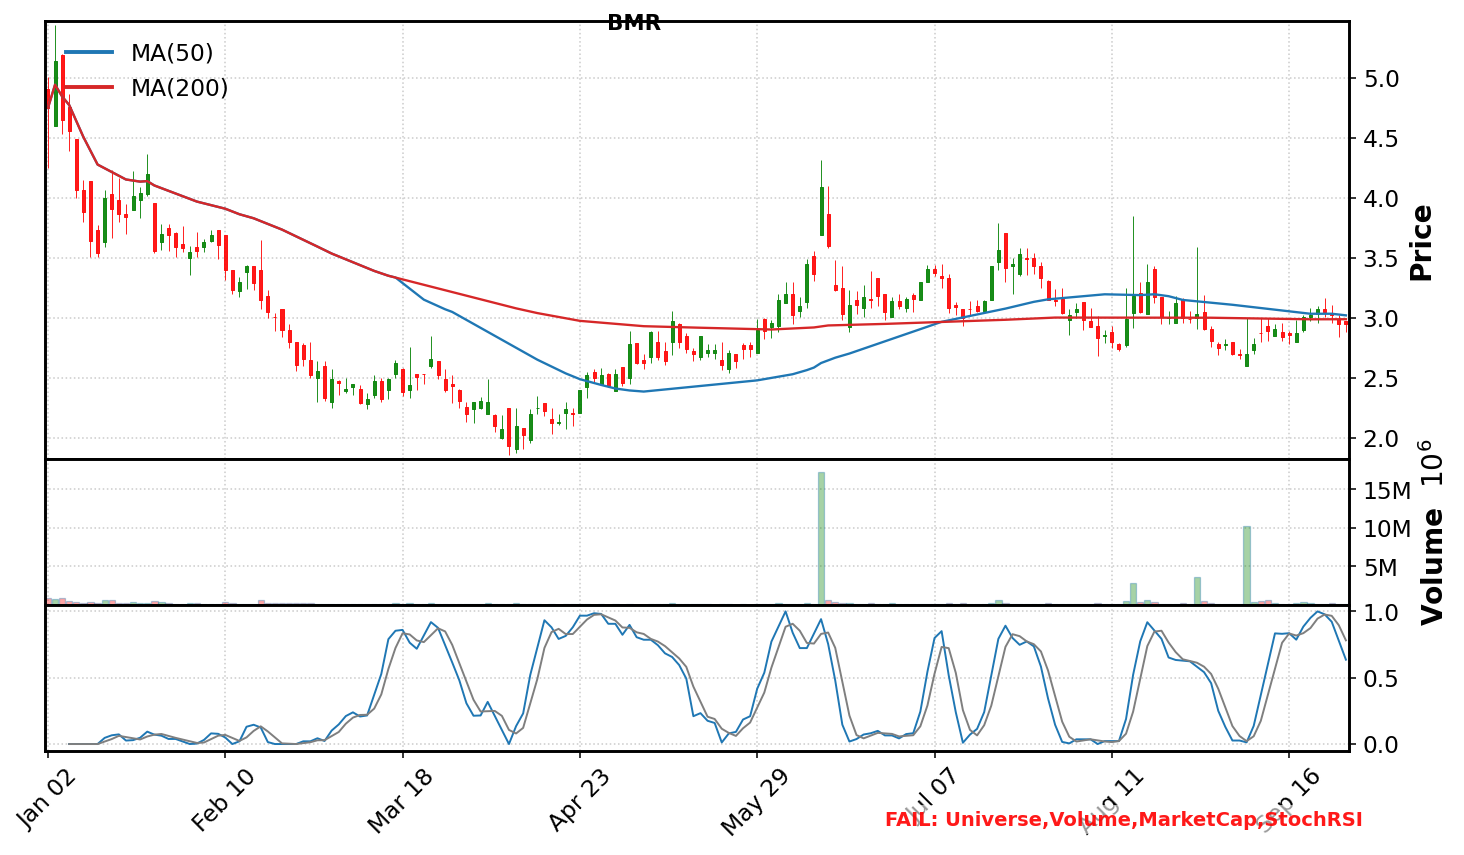 BMR
MA(50)
MA(200)
5.0
4.5
4.0
3.5
3.0
2.5
2.0
Price
15M
10M
5M
Volume 10^6
1.0
0.5
0.0
Jan 02
Feb 10
Mar 18
Apr 23
May 29
Jul 07
Aug 11
Sep 16
FAIL: Universe,Volume,MarketCap,StochRSI